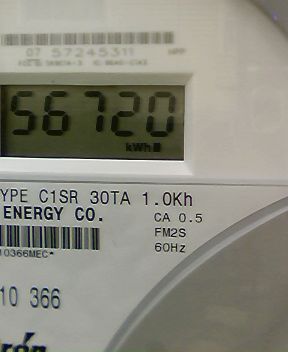 07 57245311
56720
kWh
YPE C1SR 30TA 1.0Kh
ENERGY CO.
CA 0.5
FM2S
60Hz
10366MEC*
10 366
rón